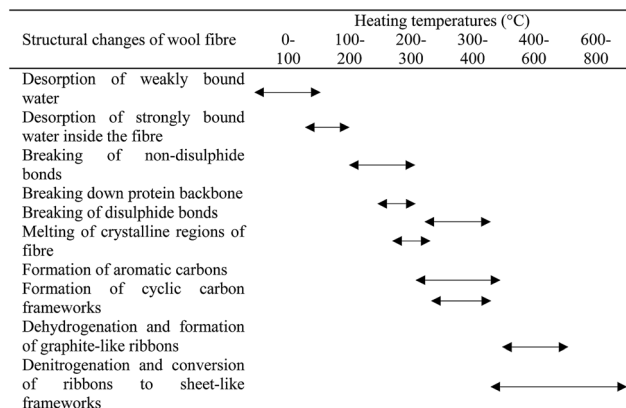 Heating temperatures (°C)
Structural changes of wool fibre 0- 100- 200- 300- 400- 600-
100 200 300 400 600 800
Desorption of weakly bound
water
Desorption of strongly bound
water inside the fibre
Breaking of non-disulphide
bonds
Breaking down protein backbone
Breaking of disulphide bonds
Melting of crystalline regions of
fibre
Formation of aromatic carbons
Formation of cyclic carbon
frameworks
Dehydrogenation and formation
of graphite-like ribbons
Denitrogenation and conversion
of ribbons to sheet-like
frameworks